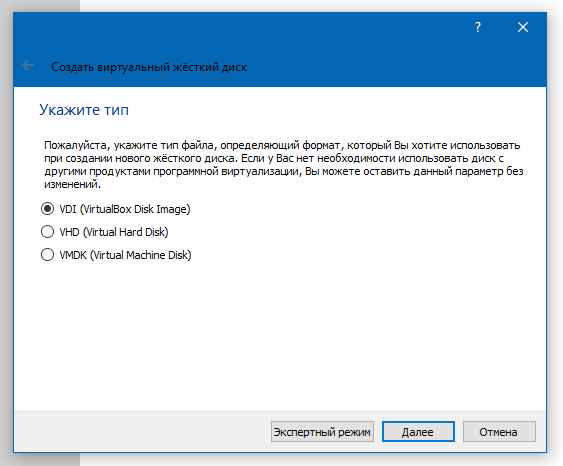 ?
Создать виртуальный жёсткий диск
Укажите тип
Пожалуйста, укажите тип файла, определяющий формат, который Вы хотите использовать
при создании нового жёсткого диска. Если у Вас нет необходимости использовать диск с
другими продуктами программной виртуализации, Вы можете оставить данный параметр без
изменений.
VDI (VirtualBox Disk Image)
VHD (Virtual Hard Disk)
VMDK (Virtual Machine Disk)
Экспертный режим Далее Отмена